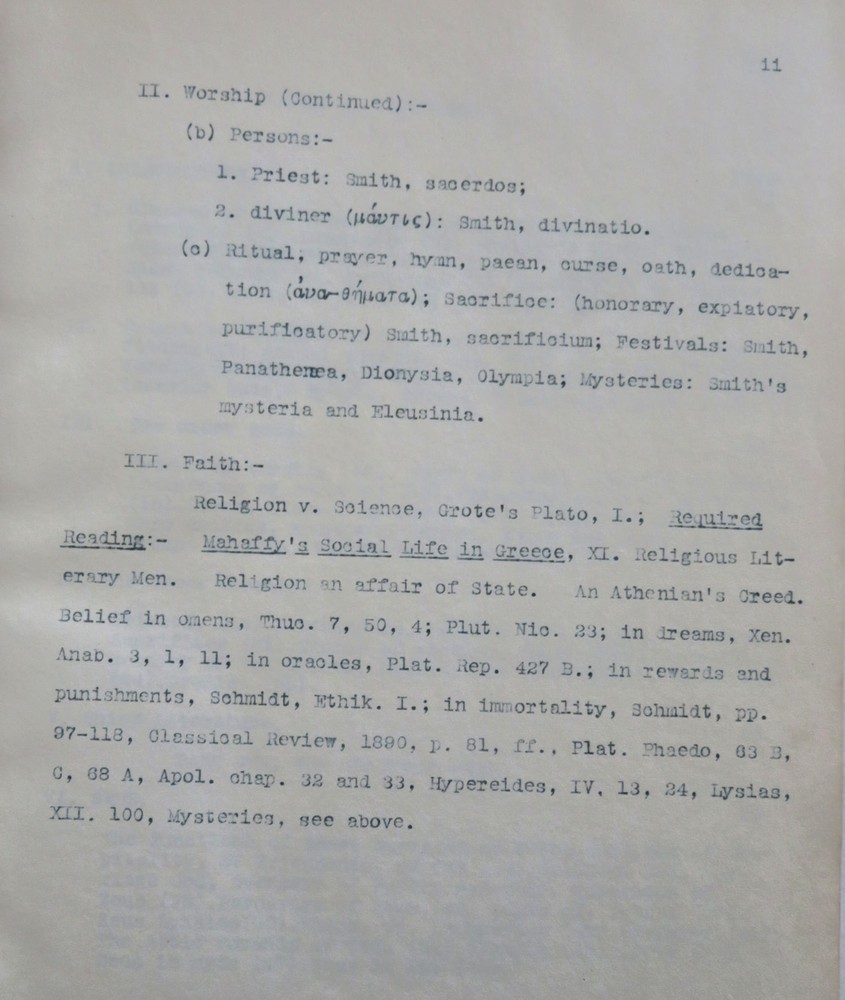 11
II. Worship (Continued):-
(b) Persons:-
1. Priest: Smith, sacerdos;
2. diviner (μάντις): Smith, divinatio.
(c) Ritual, prayer, hymn, paean, curse, oath, dedica-
tion (ἀνα-θήματα); Sacrifice: (honorary, expiatory,
purificatory) Smith, sacrificium; Festivals: Smith,
Panathenea, Dionysia, Olympia; Mysteries: Smith's
mysteria and Eleusinia.
III. Faith:-
Religion v. Science, Grote's Plato, I.; Required
Reading:- Mahaffy's Social Life in Greece, XI. Religious Lit-
erary Men. Religion an affair of State. An Athenian's Creed.
Belief in omens, Thuc. 7, 50, 4; Plut. Nic. 23; in dreams, Xen.
Anab. 3, 1, 11; in oracles, Plat. Rep. 427 B.; in rewards and
punishments, Schmidt, Ethik. I.; in immortality, Schmidt, pp.
97-118, Classical Review, 1890, p. 81, ff., Plat. Phaedo, 63 B,
C, 68 A, Apol. chap. 32 and 33, Hypereides, IV, 13, 24, Lysias,
XII. 100, Mysteries, see above.